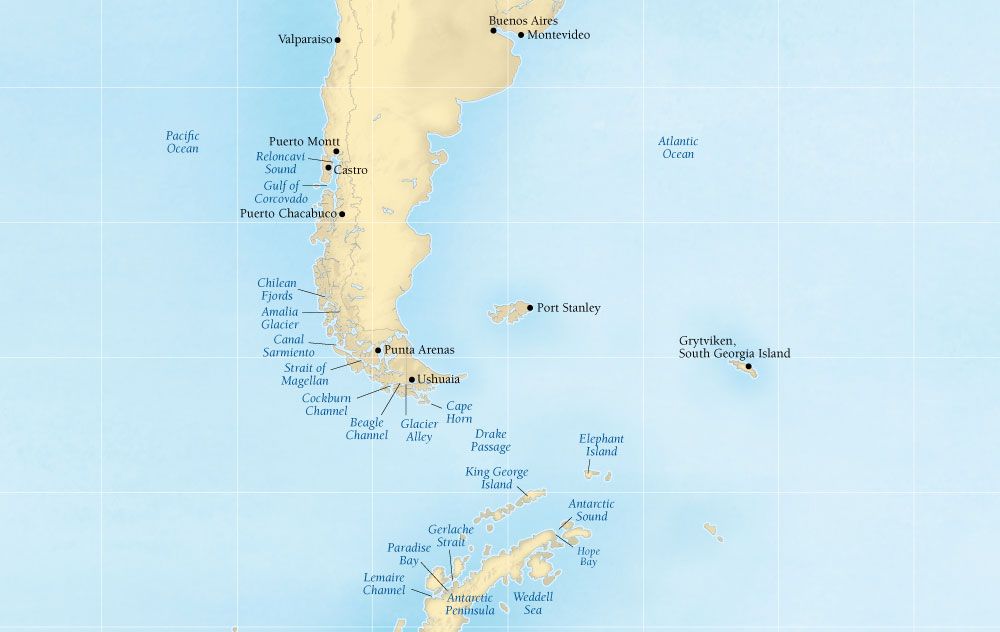 Buenos Aires
Valparaiso
Montevideo
Pacific
Ocean
Atlantic
Ocean
Puerto Montt
Reloncavi
Sound
Castro
Gulf of
Corcovado
Puerto Chacabuco
Chilean
Fjords
Amalia
Glacier
Port Stanley
Canal
Sarmiento
Punta Arenas
Grytviken,
South Georgia Island
Strait of
Magellan
Ushuaia
Cockburn
Channel
Cape
Horn
Beagle
Channel
Glacier
Alley
Drake
Passage
Elephant
Island
King George
Island
Antarctic
Sound
Gerlache
Strait
Paradise
Bay
Hope
Bay
Lemaire
Channel
Antarctic
Peninsula
Weddell
Sea